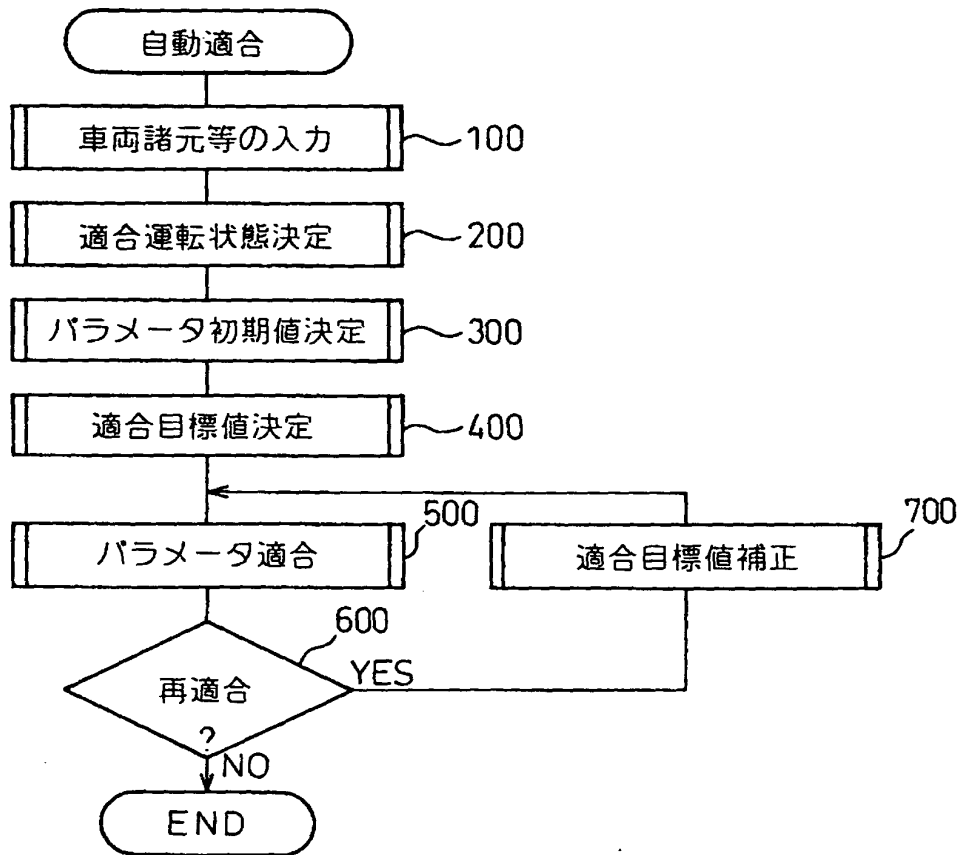 自動適合
車両諸元等の入力
100
適合運転状態決定
200
パラメータ初期値決定
300
適合目標値決定
400
パラメータ適合
500
適合目標値補正
700
再適合
?
600
YES
NO
END